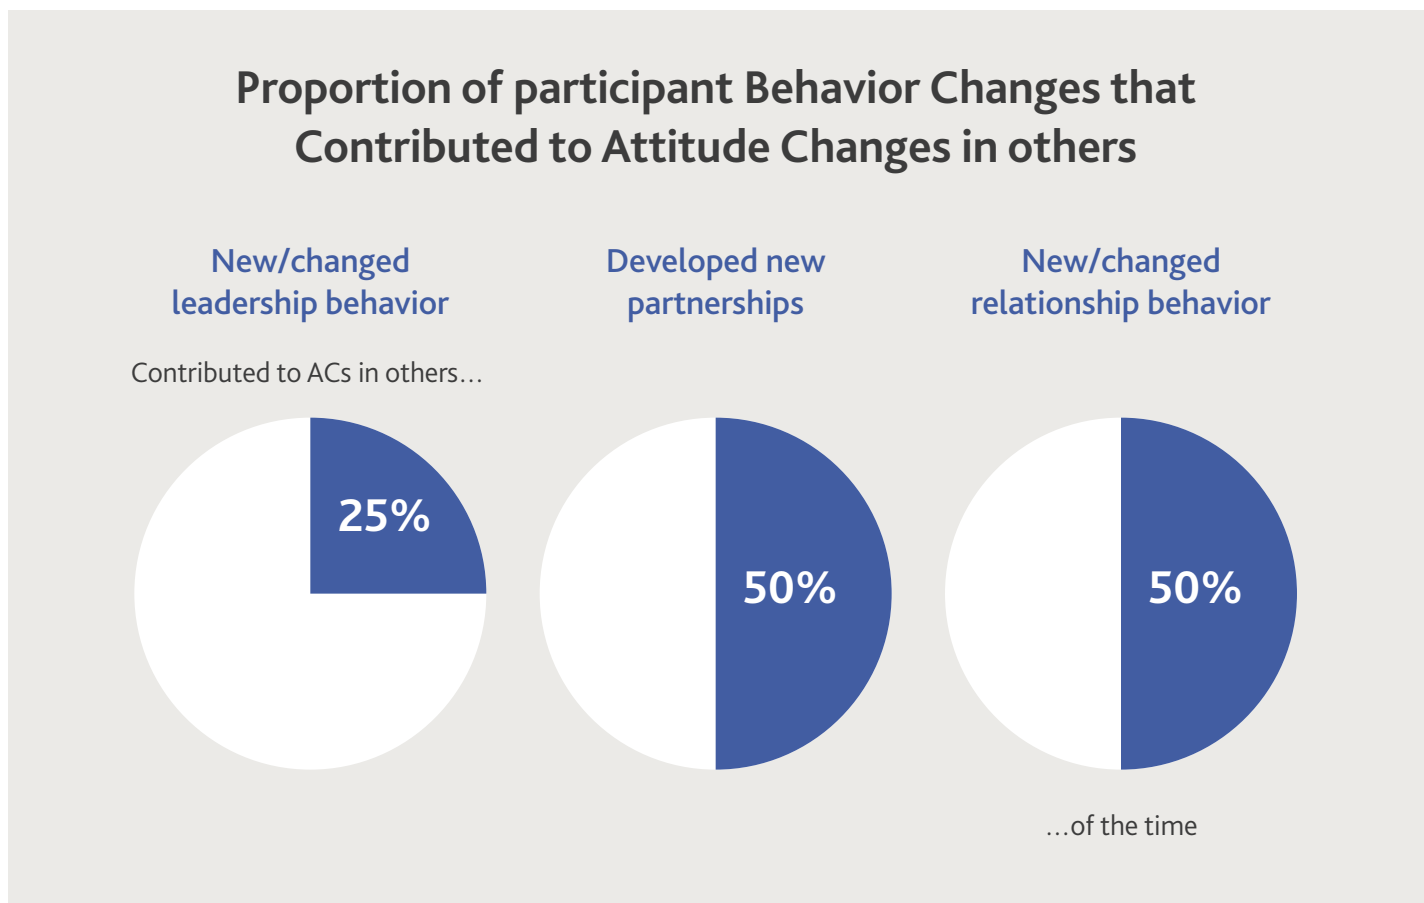 Proportion of participant Behavior Changes that
Contributed to Attitude Changes in others
New/changed
leadership behavior
Developed new
partnerships
New/changed
relationship behavior
Contributed to ACs in others…
25%
50%
50%
…of the time